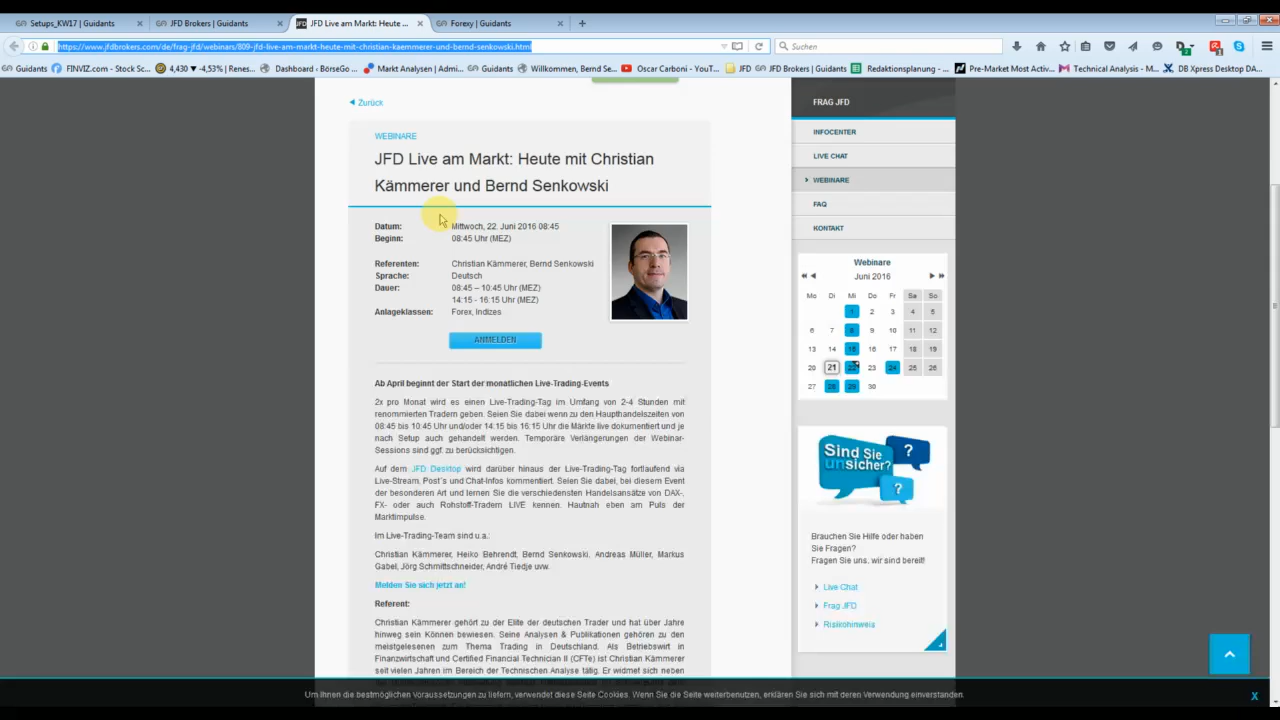 Setups_KW17 | Guidants
JFD Brokers | Guidants
JFD Live am Markt: Heute ...
Forexy | Guidants
https://www.jfdbrokers.com/de/frag-jfd/webinars/809-jfd-live-am-markt-heute-mit-christian-kaemmerer-und-bernd-senkowski.html
Suchen
Guidants
FINVIZ.com - Stock Sc...
4,430 ▼ -4,53% | Renes...
Dashboard ‹ BörseGo ...
Markt Analysen | Admi...
Guidants
Willkommen, Bernd Se...
Oscar Carboni - YouT...
JFD
JFD Brokers | Guidants
Redaktionsplanung - ...
Pre-Market Most Activ...
Technical Analysis - M...
DB Xpress Desktop DA...
Zurück
WEBINARE
JFD Live am Markt: Heute mit Christian
Kämmerer und Bernd Senkowski
Datum: Mittwoch, 22. Juni 2016 08:45
Beginn: 08:45 Uhr (MEZ)
Referenten: Christian Kämmerer, Bernd Senkowski
Sprache: Deutsch
Dauer: 08:45 – 10:45 Uhr (MEZ)
14:15 - 16:15 Uhr (MEZ)
Anlageklassen: Forex, Indizes
ANMELDEN
Ab April beginnt der Start der monatlichen Live-Trading-Events
2x pro Monat wird es einen Live-Trading-Tag im Umfang von 2-4 Stunden mit
renommierten Tradern geben. Seien Sie dabei wenn zu den Haupthandelszeiten von
08:45 bis 10:45 Uhr und/oder 14:15 bis 16:15 Uhr die Märkte live dokumentiert und je
nach Setup auch gehandelt werden. Temporäre Verlängerungen der Webinar-
Sessions sind ggf. zu berücksichtigen.
Auf dem JFD Desktop wird darüber hinaus der Live-Trading-Tag fortlaufend via
Live-Stream, Post´s und Chat-Infos kommentiert. Seien Sie dabei, bei diesem Event
der besonderen Art und lernen Sie die verschiedensten Handelsansätze von DAX-,
FX- oder auch Rohstoff-Tradern LIVE kennen. Hautnah eben am Puls der
Marktimpulse.
Im Live-Trading-Team sind u.a.:
Christian Kämmerer, Heiko Behrendt, Bernd Senkowski, Andreas Müller, Markus
Gabel, Jörg Schmittschneider, André Tiedje uvw.
Melden Sie sich jetzt an!
Referent:
Christian Kämmerer gehört zu der Elite der deutschen Trader und hat über Jahre
hinweg sein Können bewiesen. Seine Analysen & Publikationen gehören zu den
meistgelesenen zum Thema Trading in Deutschland. Als Betriebswirt in
Finanzwirtschaft und Certified Financial Technician II (CFTe) ist Christian Kämmerer
seit vielen Jahren im Bereich der Technischen Analyse tätig. Er widmet sich neben
FRAG JFD
INFOCENTER
LIVE CHAT
WEBINARE
FAQ
KONTAKT
Webinare
Juni 2016
Mo Di Mi Do Fr Sa So
1 2 3 4 5
6 7 8 9 10 11 12
13 14 15 16 17 18 19
20 21 22 23 24 25 26
27 28 29 30
Sind Sie
unsicher?
?
?
Brauchen Sie Hilfe oder haben
Sie Fragen?
Fragen Sie uns, wir sind bereit!
Live Chat
Frag JFD
Risikohinweis
Um Ihnen die bestmöglichen Voraussetzungen zu liefern, verwendet diese Seite Cookies. Wenn Sie die Seite weiterbenutzen, erklären Sie sich mit deren Verwendung einverstanden.
X